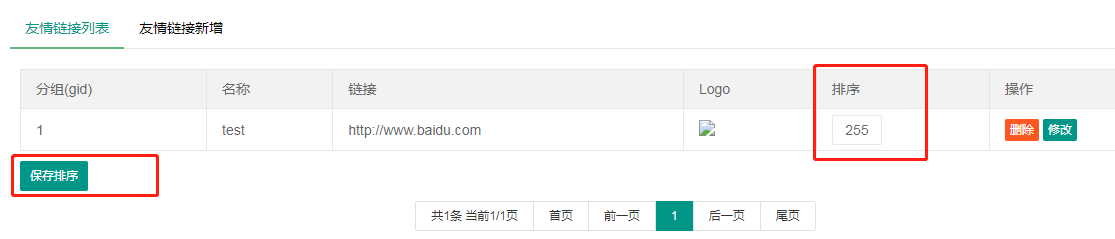 友情链接列表 友情链接新增
分组(gid) 名称 链接 Logo 排序 操作
1 test http://www.baidu.com 255 删除 修改
保存排序
共1条 当前1/1页 首页 前一页 1 后一页 尾页